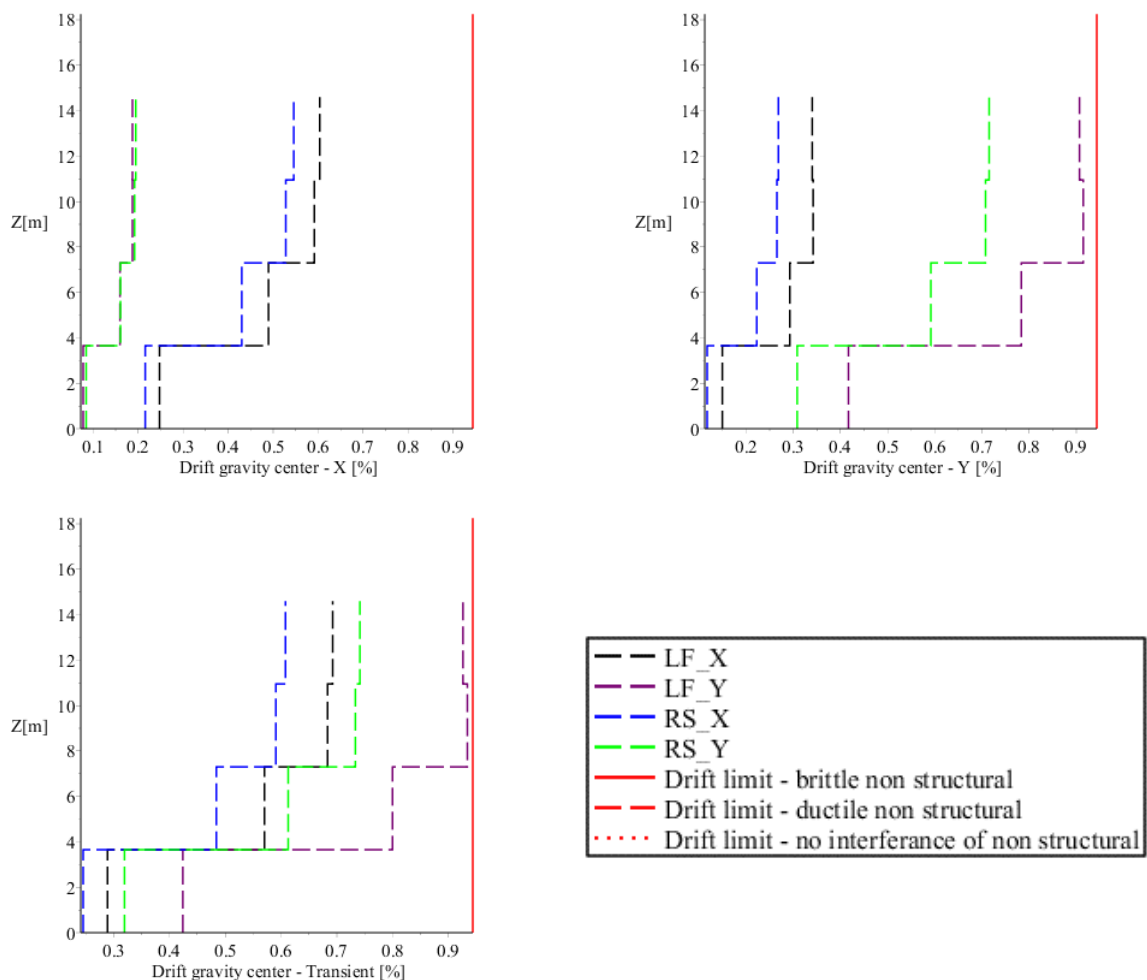 18
16
14
12
10
Z[m]
8
6
4
2
0
0.1 0.2 0.3 0.4 0.5 0.6 0.7 0.8 0.9
Drift gravity center - X [%]
18
16
14
12
10
Z[m]
8
6
4
2
0
0.2 0.3 0.4 0.5 0.6 0.7 0.8 0.9
Drift gravity center - Y [%]
18
16
14
12
10
Z[m]
8
6
4
2
0
0.3 0.4 0.5 0.6 0.7 0.8 0.9
Drift gravity center - Transient [%]
LF_X
LF_Y
RS_X
RS_Y
Drift limit - brittle non structural
Drift limit - ductile non structural
Drift limit - no interferance of non structural